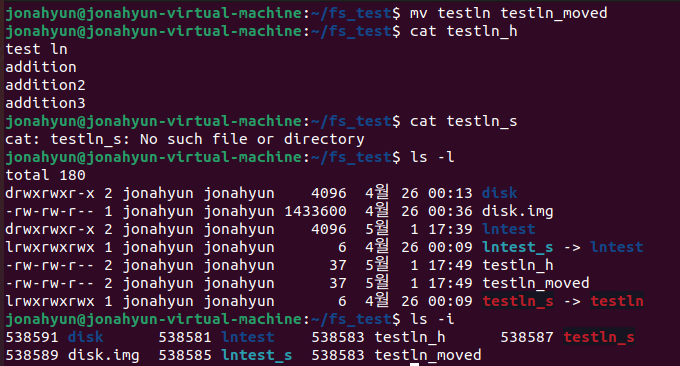 jonahyun@jonahyun-virtual-machine:~/fs_test$ mv testln testln_moved
jonahyun@jonahyun-virtual-machine:~/fs_test$ cat testln_h
test ln
addition
addition2
addition3
jonahyun@jonahyun-virtual-machine:~/fs_test$ cat testln_s
cat: testln_s: No such file or directory
jonahyun@jonahyun-virtual-machine:~/fs_test$ ls -l
total 180
drwxrwxr-x 2 jonahyun jonahyun    4096  4월 26 00:13 disk
-rw-rw-r-- 1 jonahyun jonahyun 1433600  4월 26 00:36 disk.img
drwxrwxr-x 2 jonahyun jonahyun    4096  5월  1 17:39 lntest
lrwxrwxrwx 1 jonahyun jonahyun       6  4월 26 00:09 lntest_s -> lntest
-rw-rw-r-- 2 jonahyun jonahyun      37  5월  1 17:49 testln_h
-rw-rw-r-- 2 jonahyun jonahyun      37  5월  1 17:49 testln_moved
lrwxrwxrwx 1 jonahyun jonahyun       6  4월 26 00:09 testln_s -> testln
jonahyun@jonahyun-virtual-machine:~/fs_test$ ls -i
538591 disk      538581 lntest    538583 testln_h      538587 testln_s
538589 disk.img  538585 lntest_s  538583 testln_moved